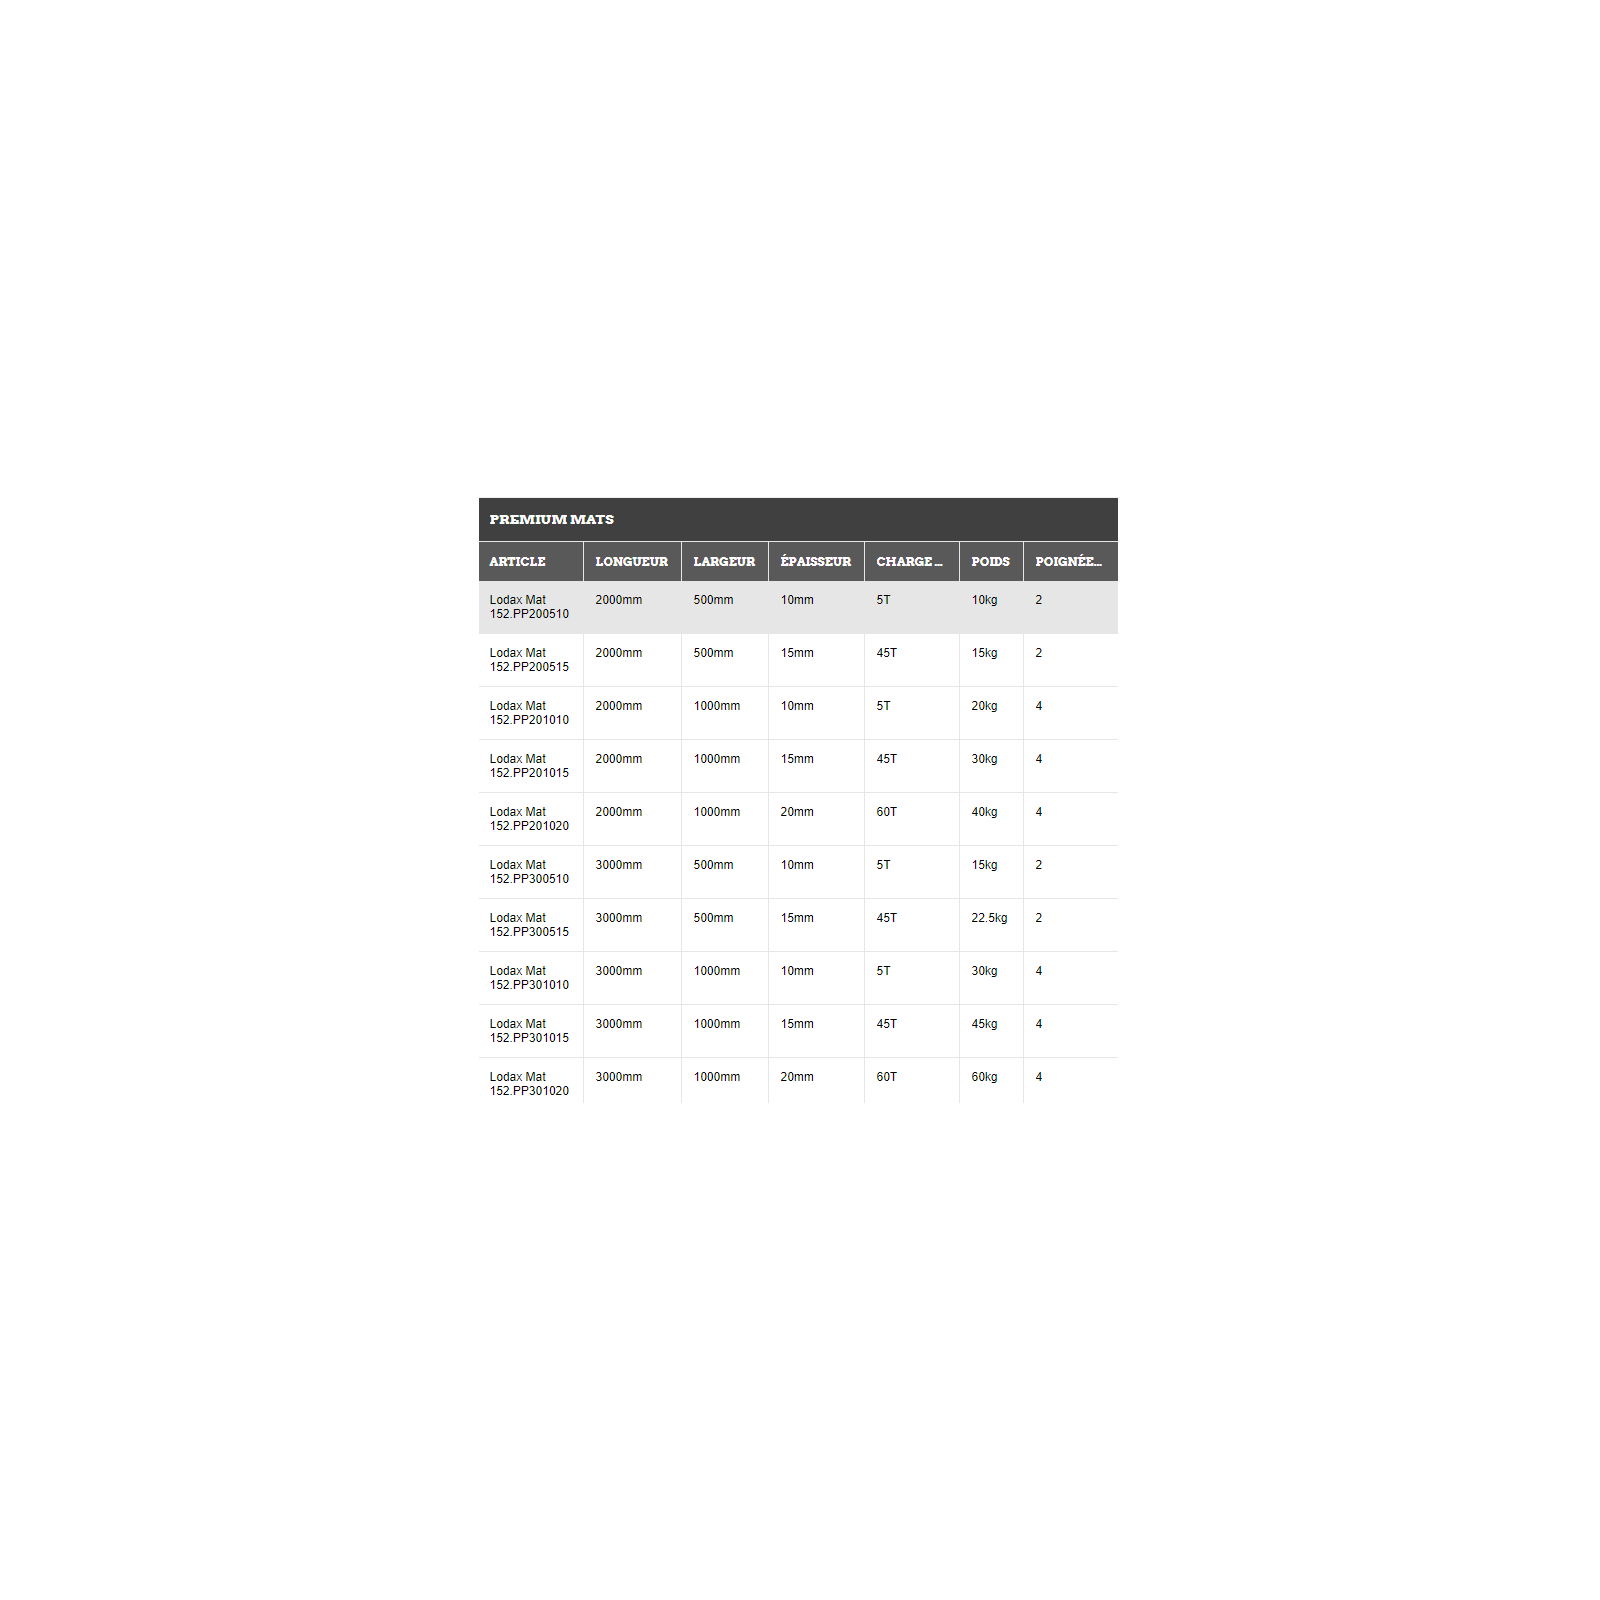 PREMIUM MATS
ARTICLE LONGUEUR LARGEUR ÉPAISSEUR CHARGE ... POIDS POIGNÉE...
Lodax Mat 2000mm 500mm 10mm 5T 10kg 2
152.PP200510
Lodax Mat 2000mm 500mm 15mm 45T 15kg 2
152.PP200515
Lodax Mat 2000mm 1000mm 10mm 5T 20kg 4
152.PP201010
Lodax Mat 2000mm 1000mm 15mm 45T 30kg 4
152.PP201015
Lodax Mat 2000mm 1000mm 20mm 60T 40kg 4
152.PP201020
Lodax Mat 3000mm 500mm 10mm 5T 15kg 2
152.PP300510
Lodax Mat 3000mm 500mm 15mm 45T 22.5kg 2
152.PP300515
Lodax Mat 3000mm 1000mm 10mm 5T 30kg 4
152.PP301010
Lodax Mat 3000mm 1000mm 15mm 45T 45kg 4
152.PP301015
Lodax Mat 3000mm 1000mm 20mm 60T 60kg 4
152.PP301020